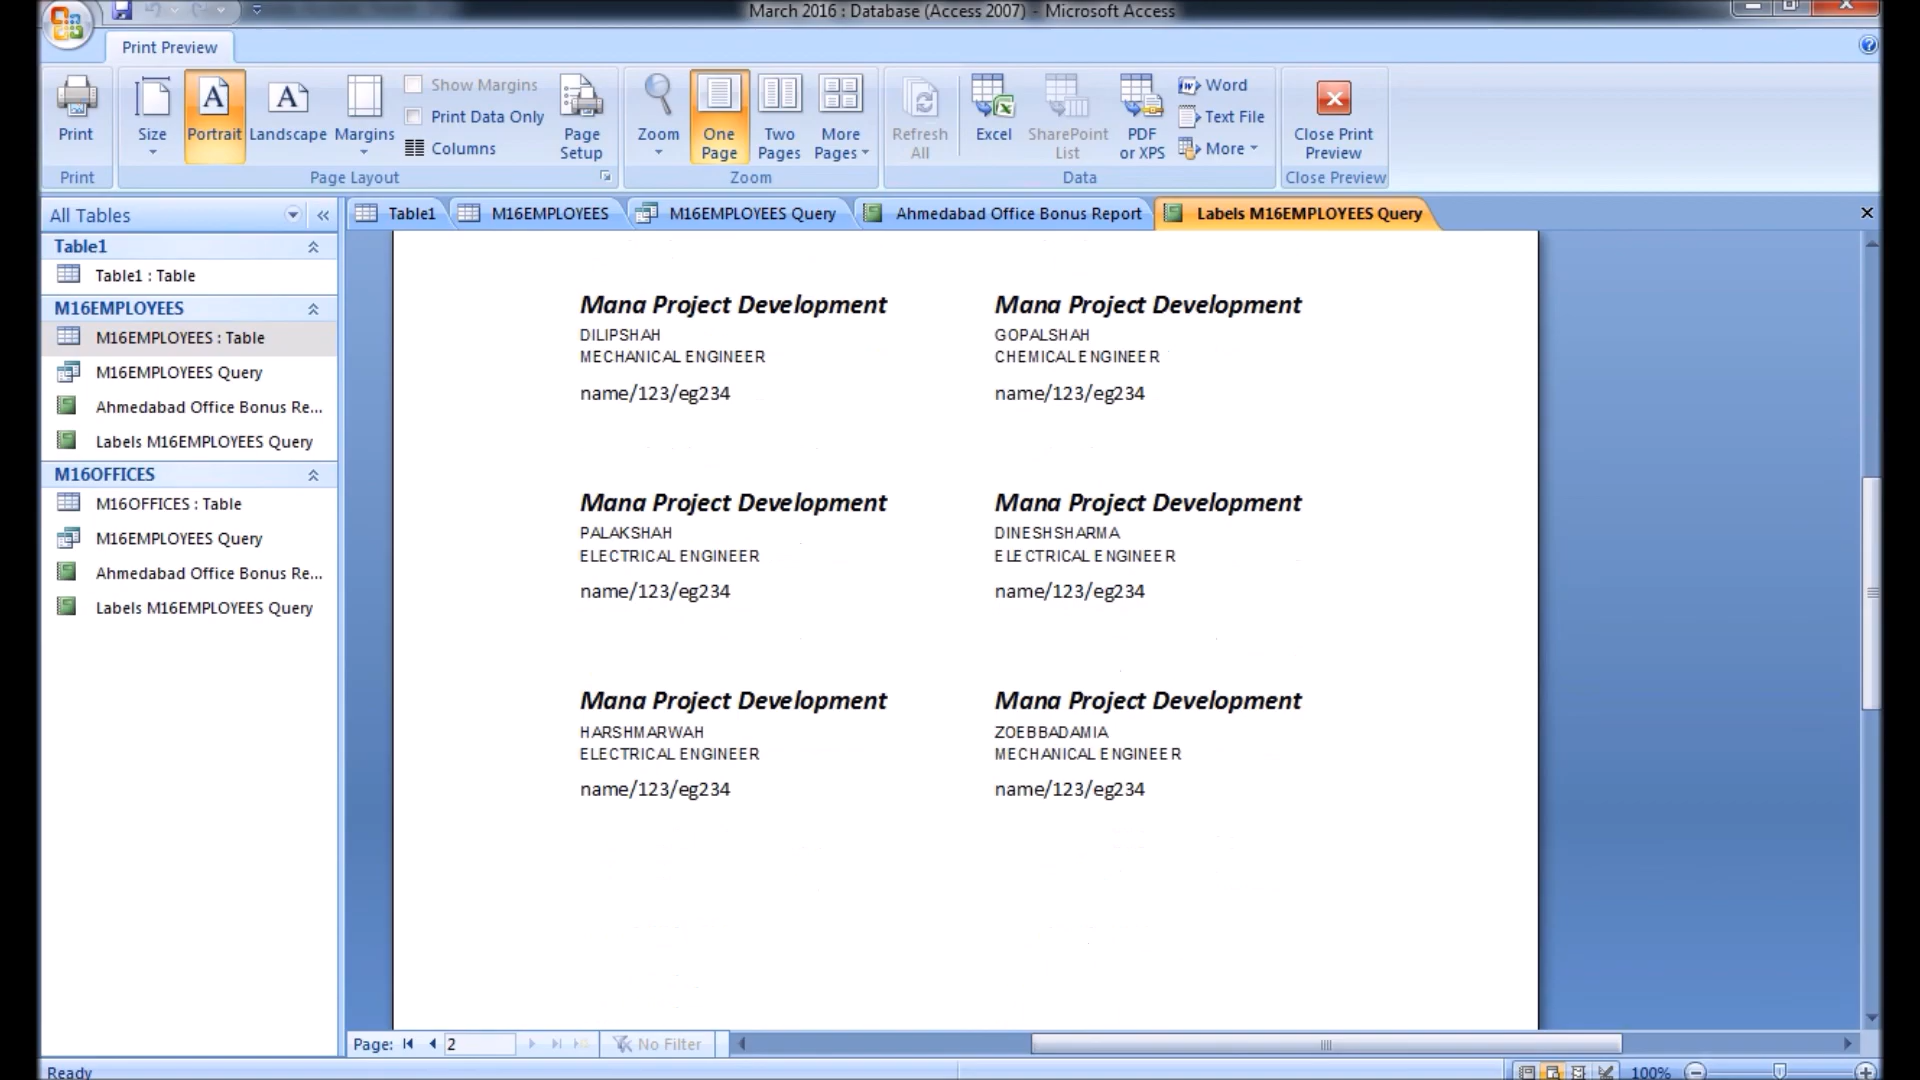 March 2016 : Database (Access 2007) - Microsoft Access
Print Preview
Print
Size
Portrait
Landscape
Margins
Show Margins
Print Data Only
Columns
Page Setup
Zoom
One Page
Two Pages
More Pages
Refresh All
Excel
SharePoint List
PDF or XPS
Word
Text File
More
Close Print Preview
Print
Page Layout
Zoom
Data
Close Preview
All Tables
Table1
M16EMPLOYEES
M16EMPLOYEES Query
Ahmedabad Office Bonus Report
Labels M16EMPLOYEES Query
Table1
Table1 : Table
M16EMPLOYEES
M16EMPLOYEES : Table
M16EMPLOYEES Query
Ahmedabad Office Bonus Re...
Labels M16EMPLOYEES Query
M16OFFICES
M16OFFICES : Table
M16EMPLOYEES Query
Ahmedabad Office Bonus Re...
Labels M16EMPLOYEES Query
Mana Project Development
DILIPSHAH
MECHANICAL ENGINEER
name/123/eg234
Mana Project Development
GOPALSHAH
CHEMICAL ENGINEER
name/123/eg234
Mana Project Development
PALAKSHAH
ELECTRICAL ENGINEER
name/123/eg234
Mana Project Development
DINESHSHARMA
ELECTRICAL ENGINEER
name/123/eg234
Mana Project Development
HARSHMARWAH
ELECTRICAL ENGINEER
name/123/eg234
Mana Project Development
ZOEBBADAMIA
MECHANICAL ENGINEER
name/123/eg234
Page: 2
No Filter
Ready
100%